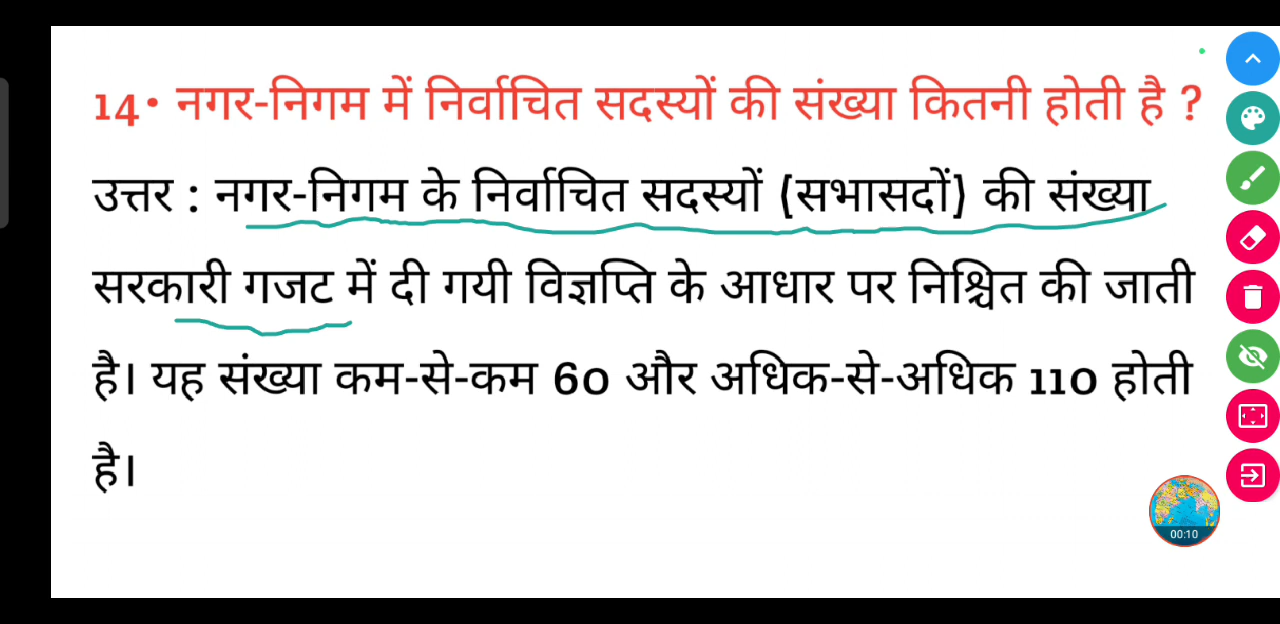 14• नगर-निगम में निर्वाचित सदस्यों की संख्या कितनी होती है ?
उत्तर : नगर-निगम के निर्वाचित सदस्यों (सभासदों) की संख्या
सरकारी गजट में दी गयी विज्ञप्ति के आधार पर निश्चित की जाती
है। यह संख्या कम-से-कम 60 और अधिक-से-अधिक 110 होती
है।
00:10